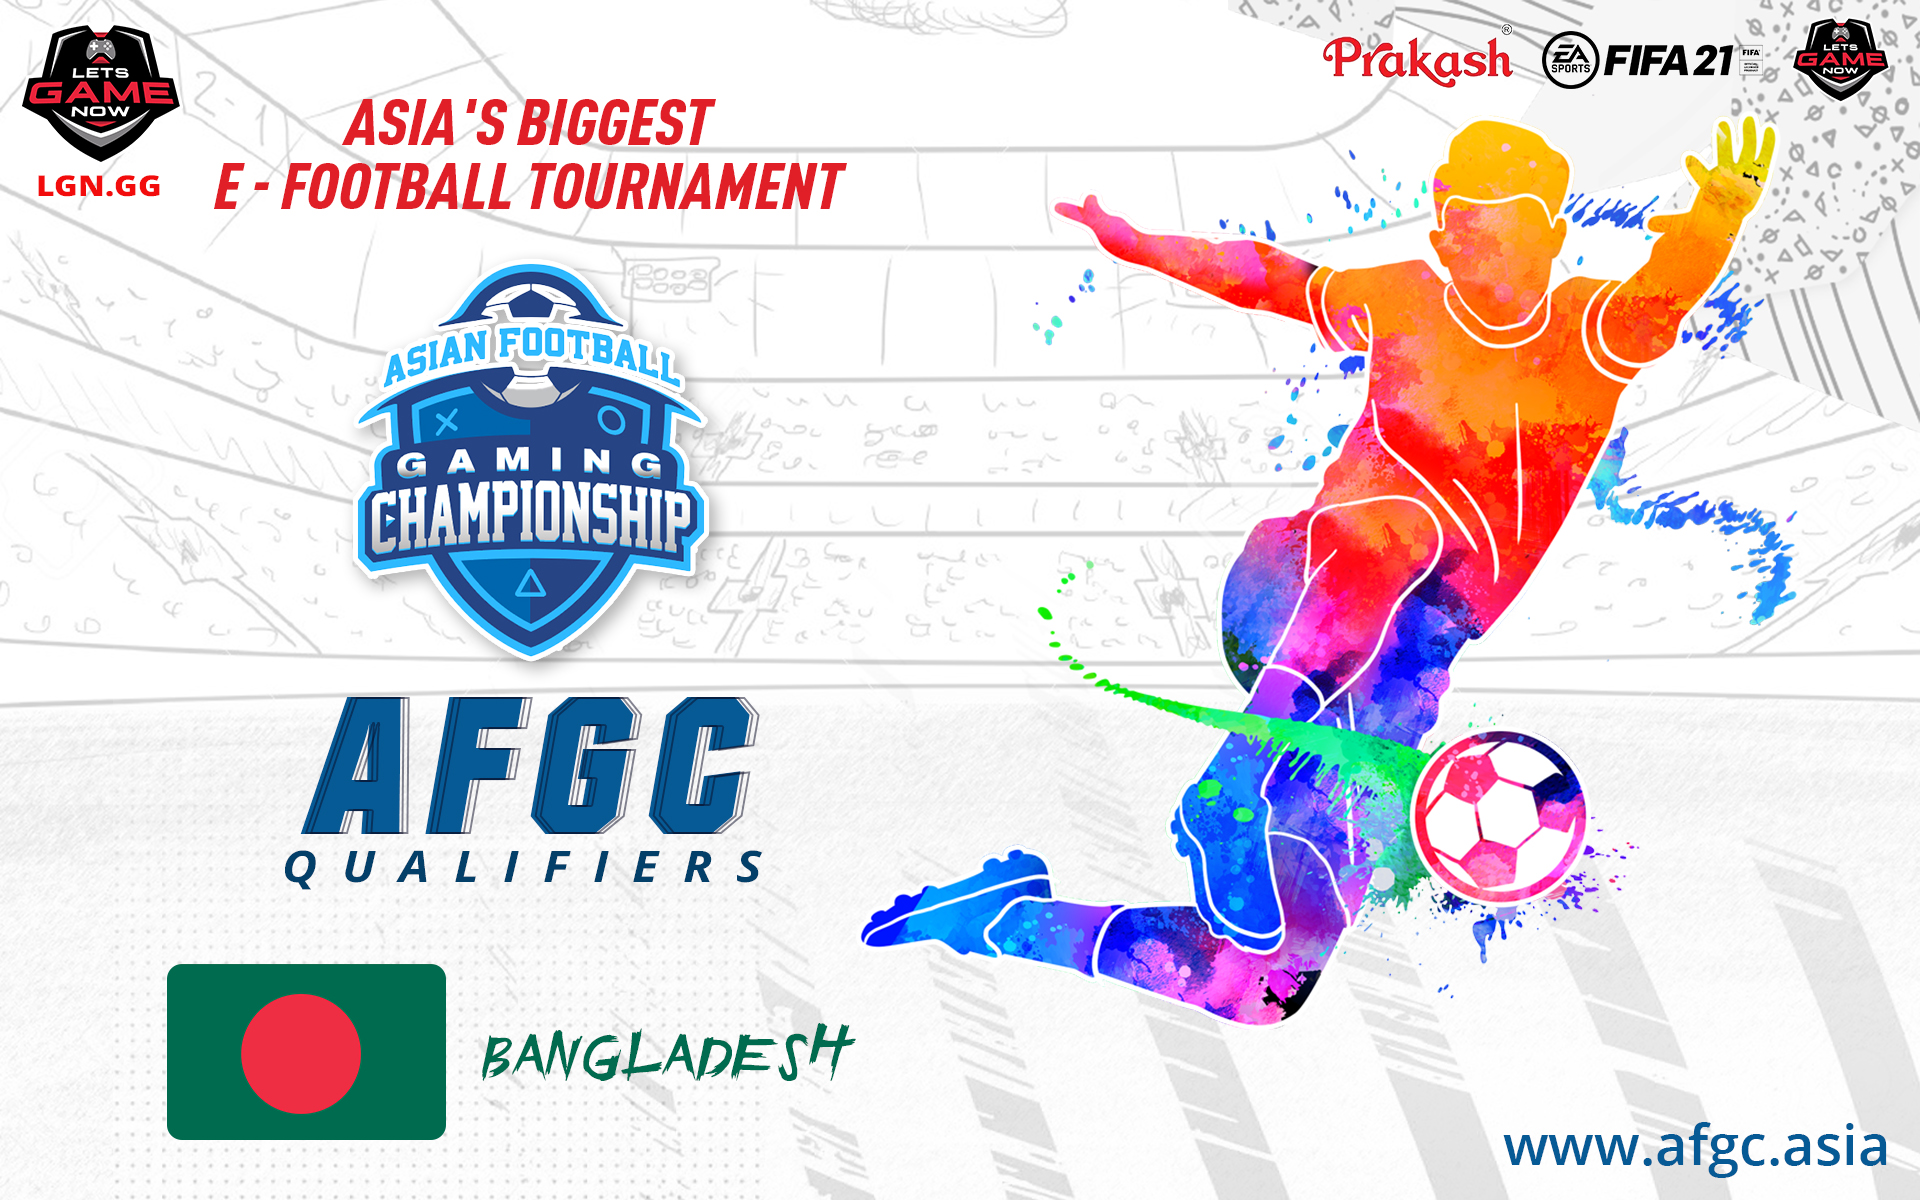 LETS
GAME
NOW
LGN.GG
ASIA'S BIGGEST
E - FOOTBALL TOURNAMENT
Prakash®
EA SPORTS FIFA 21 FIFA
LETS
GAME
NOW
ASIAN FOOTBALL
GAMING
CHAMPIONSHIP
AFGC
QUALIFIERS
BANGLADESH
www.afgc.asia